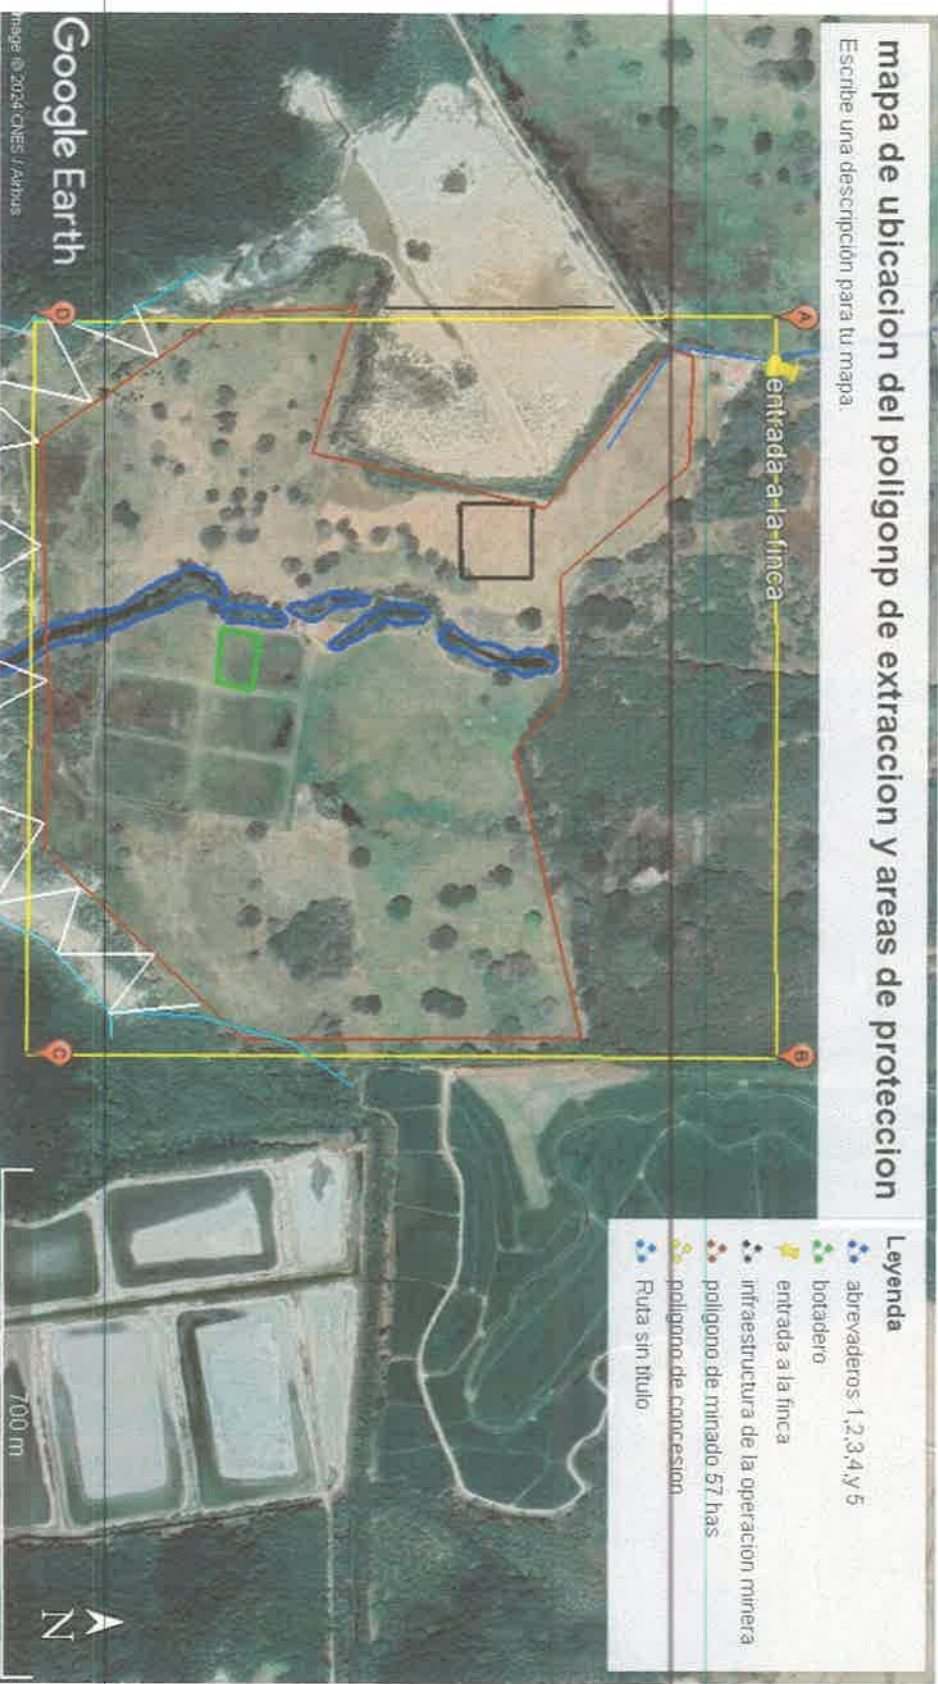 mapa de ubicacion del poligonp de extraccion y areas de proteccion
Escribe una descripción para tu mapa.
Leyenda
abrevaderos 1,2,3,4,y 5
botadero
entrada a la finca
infraestructura de la operacion minera
poligono de minado 57 has
poligono de concesion
Ruta sin título
A
entrada a la finca
B
C
D
Google Earth
Image © 2024 CNES / Airbus
700 m
N